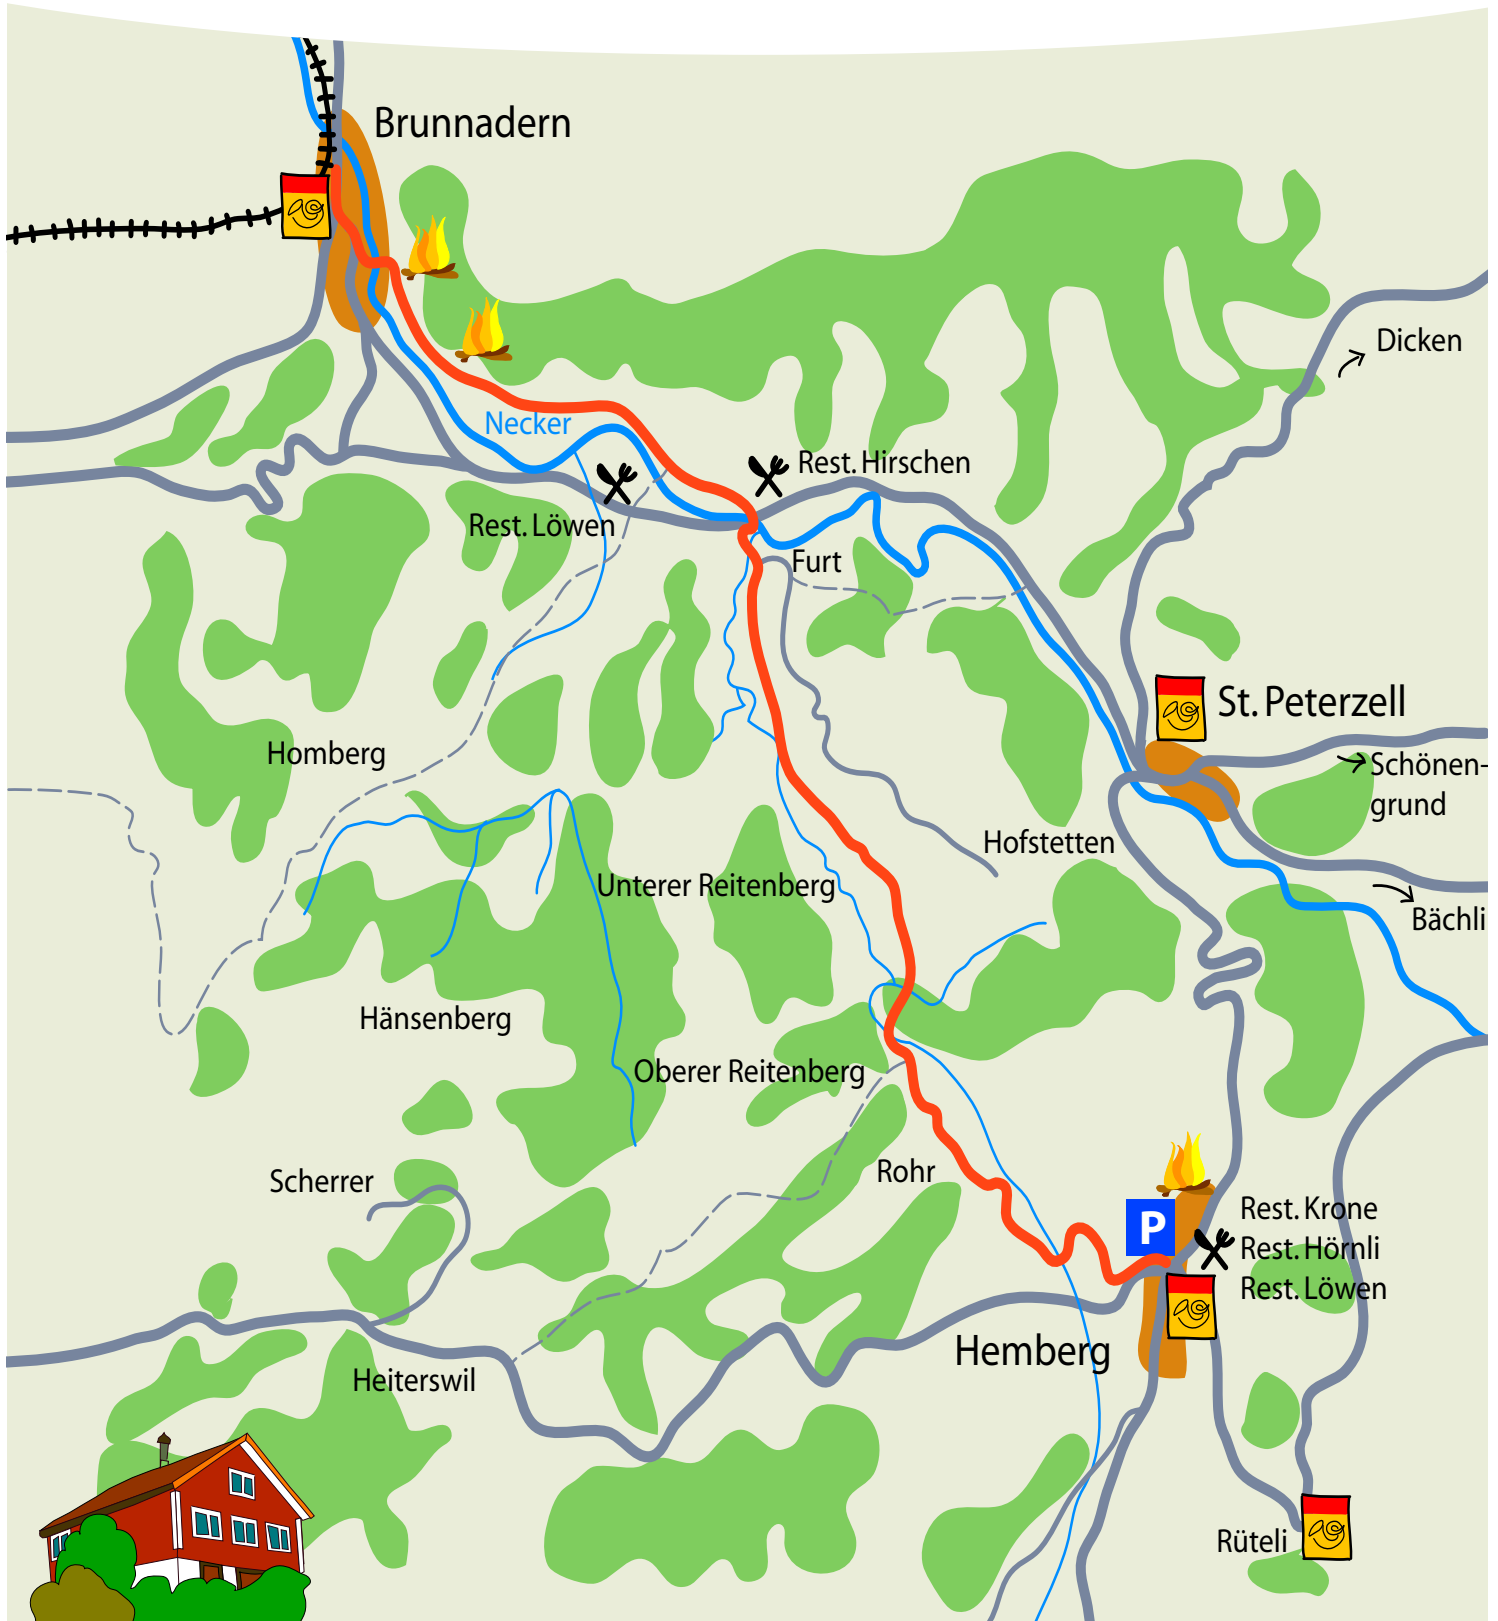 Brunnadern
Dicken
Necker
Rest. Hirschen
Rest. Löwen
Furt
St. Peterzell
Homberg
Schönen-
grund
Hofstetten
Unterer Reitenberg
Bächli
Hänsenberg
Oberer Reitenberg
Scherrer
Rohr
P
Rest. Krone
Rest. Hörnli
Rest. Löwen
Hemberg
Heiterswil
Rüteli